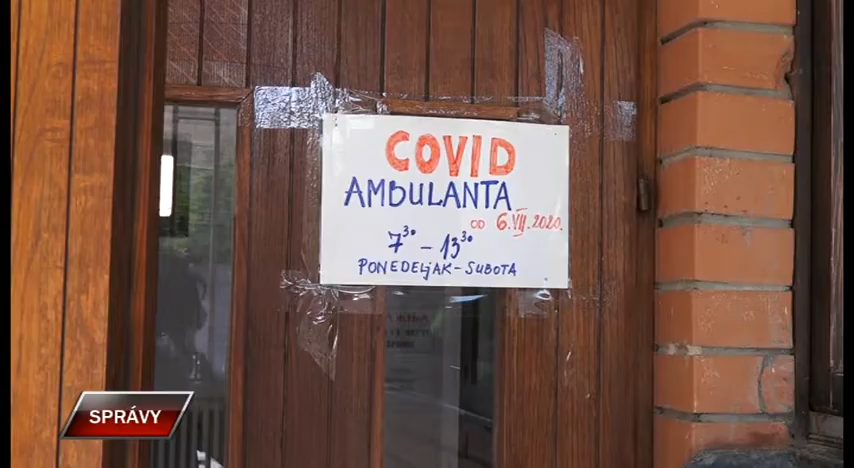 COVID
AMBULANTA
OD 6.VII.2020.
7³⁰ - 13³⁰
PONEDELjAK - SUBOTA
SPRÁVY